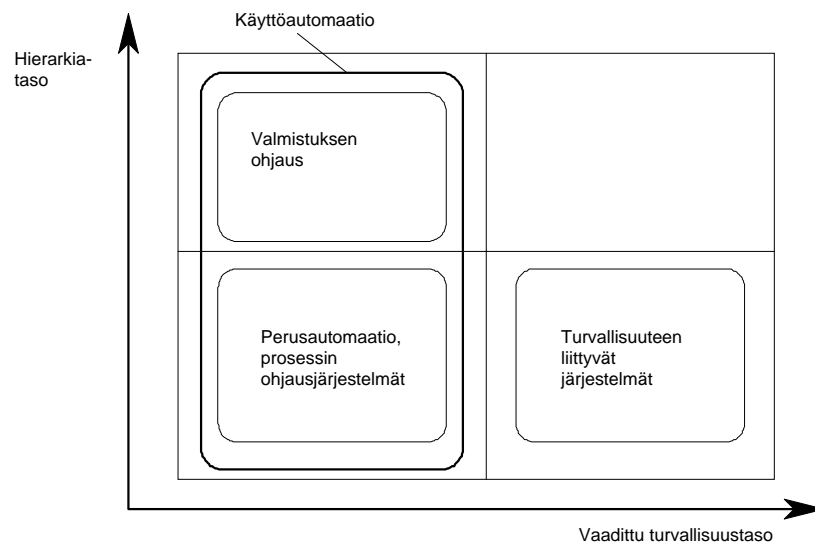 Käyttöautomaatio
Hierarkia-
taso
Valmistuksen
ohjaus
Perusautomaatio,
prosessin
ohjausjärjestelmät
Turvallisuuteen
liittyvät
järjestelmät
Vaadittu turvallisuustaso